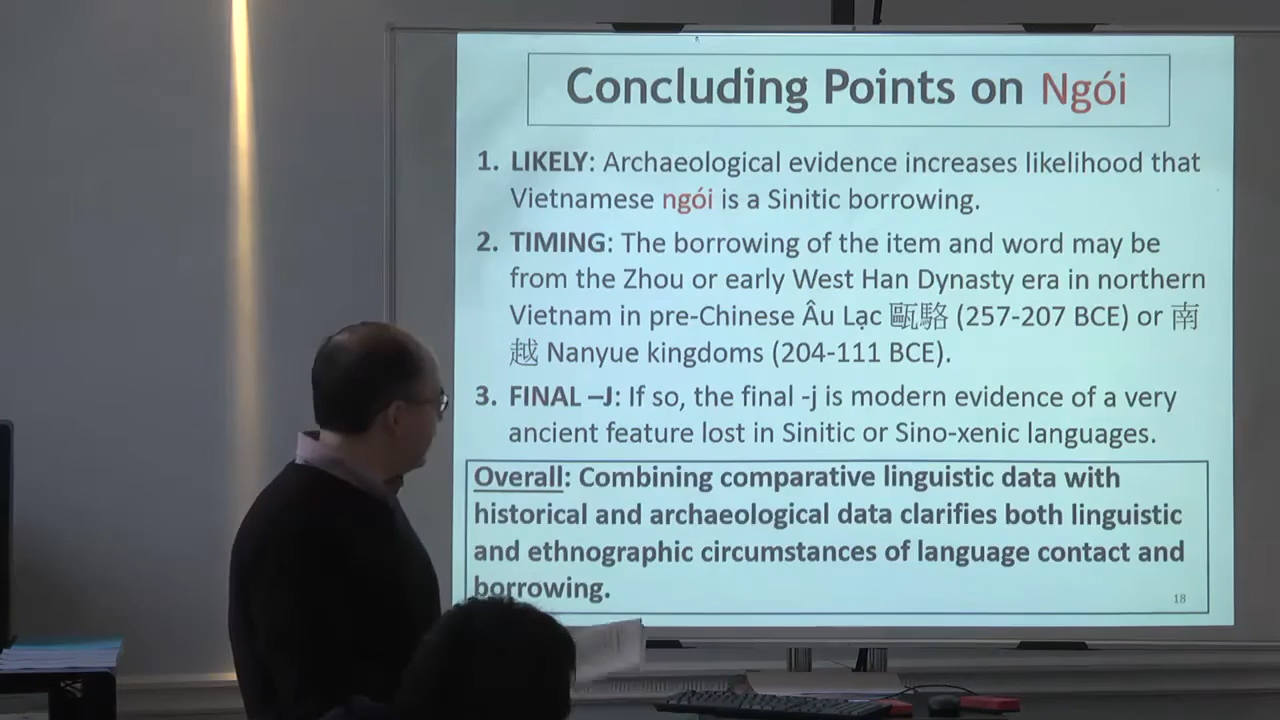 Concluding Points on Ngói
1. LIKELY: Archaeological evidence increases likelihood that
Vietnamese ngói is a Sinitic borrowing.
2. TIMING: The borrowing of the item and word may be
from the Zhou or early West Han Dynasty era in northern
Vietnam in pre-Chinese Âu Lạc 甌駱 (257-207 BCE) or 南
越 Nanyue kingdoms (204-111 BCE).
3. FINAL –J: If so, the final -j is modern evidence of a very
ancient feature lost in Sinitic or Sino-xenic languages.
Overall: Combining comparative linguistic data with
historical and archaeological data clarifies both linguistic
and ethnographic circumstances of language contact and
borrowing.
18